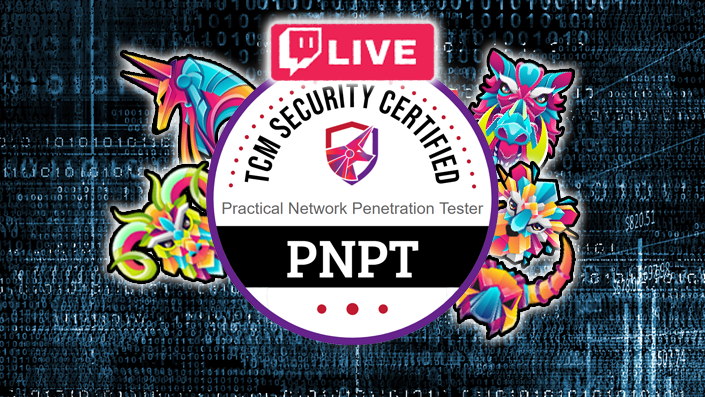 LIVE
TCM SECURITY CERTIFIED
Practical Network Penetration Tester
PNPT